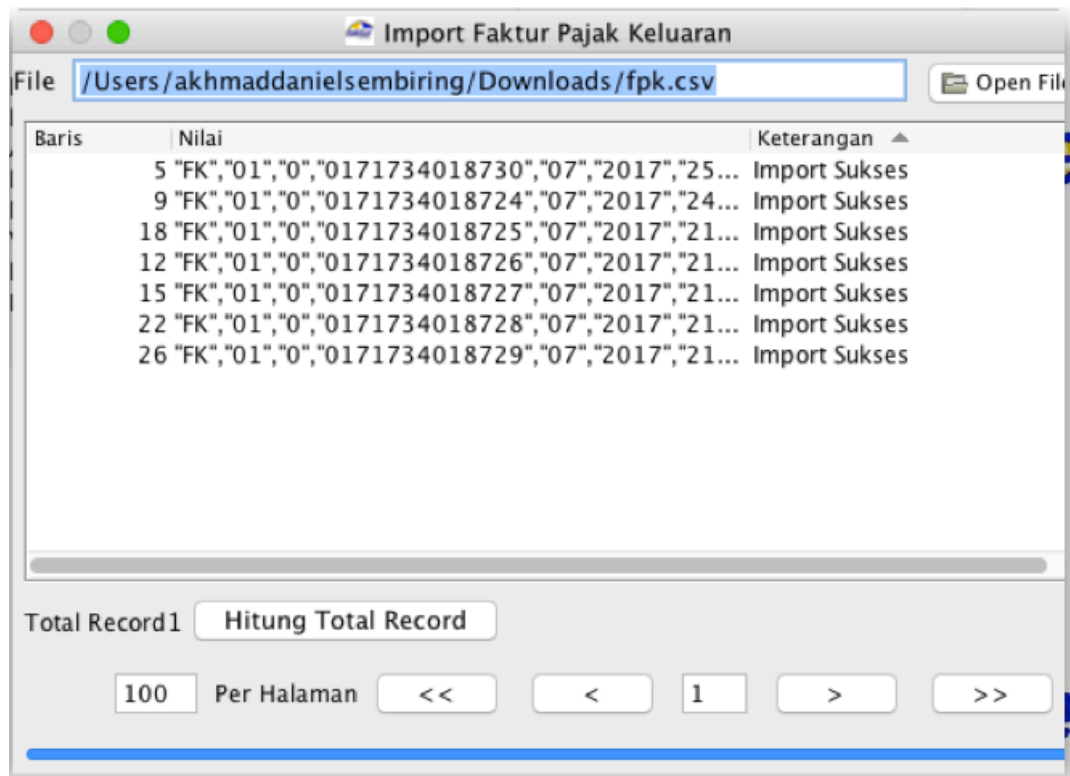 Import Faktur Pajak Keluaran
File /Users/akhmaddanielsembiring/Downloads/fpk.csv Open File
Baris Nilai Keterangan
5 "FK","01","0","0171734018730","07","2017","25... Import Sukses
9 "FK","01","0","0171734018724","07","2017","24... Import Sukses
18 "FK","01","0","0171734018725","07","2017","21... Import Sukses
12 "FK","01","0","0171734018726","07","2017","21... Import Sukses
15 "FK","01","0","0171734018727","07","2017","21... Import Sukses
22 "FK","01","0","0171734018728","07","2017","21... Import Sukses
26 "FK","01","0","0171734018729","07","2017","21... Import Sukses
Total Record1 Hitung Total Record
100 Per Halaman << < 1 > >>